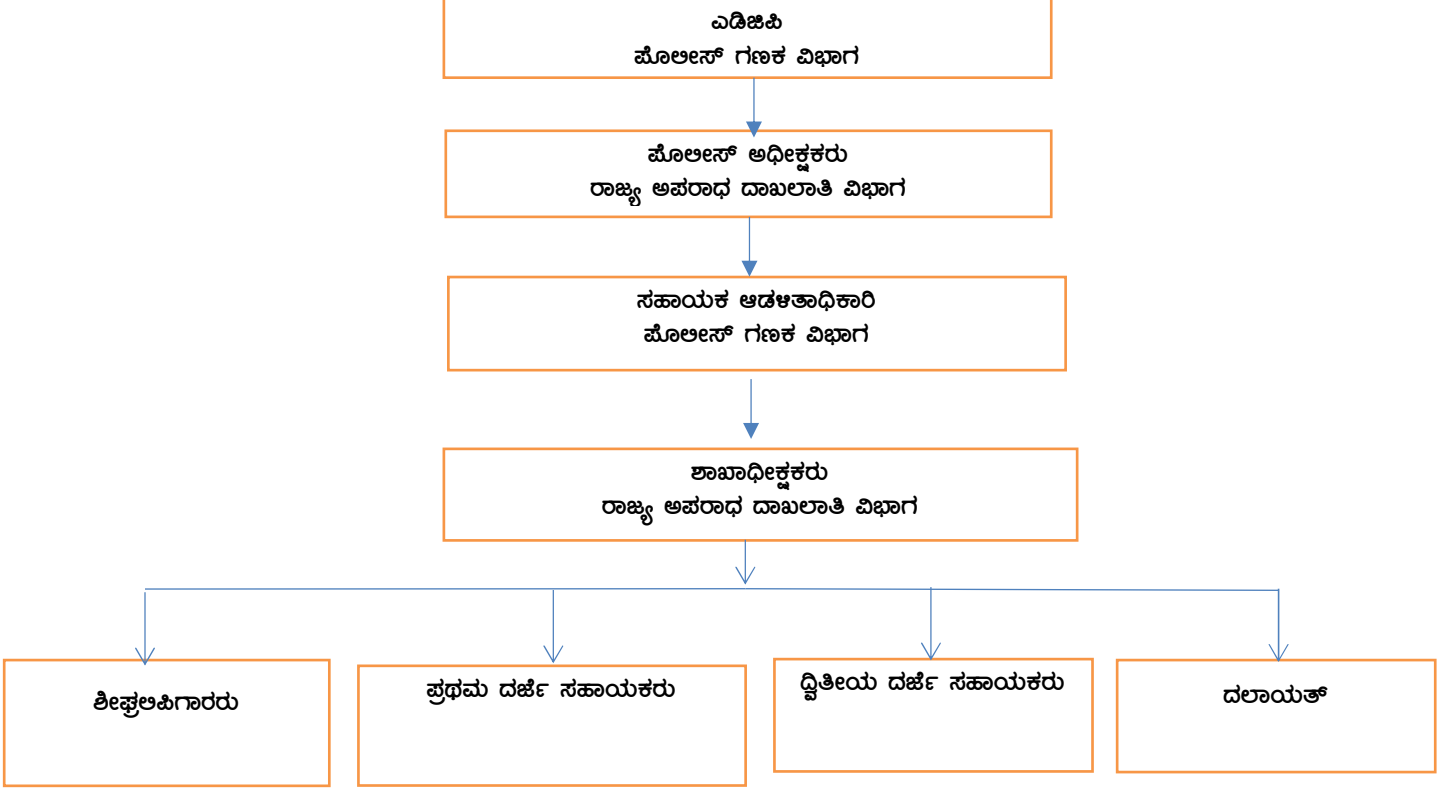 ಎಡಿಜಿಪಿ
ಪೊಲೀಸ್ ಗಣಕ ವಿಭಾಗ
ಪೊಲೀಸ್ ಅಧೀಕ್ಷಕರು
ರಾಜ್ಯ ಅಪರಾಧ ದಾಖಲಾತಿ ವಿಭಾಗ
ಸಹಾಯಕ ಆಡಳಿತಾಧಿಕಾರಿ
ಪೊಲೀಸ್ ಗಣಕ ವಿಭಾಗ
ಶಾಖಾಧೀಕ್ಷಕರು
ರಾಜ್ಯ ಅಪರಾಧ ದಾಖಲಾತಿ ವಿಭಾಗ
ಶೀಘ್ರಲಿಪಿಗಾರರು
ಪ್ರಥಮ ದರ್ಜೆ ಸಹಾಯಕರು
ದ್ವಿತೀಯ ದರ್ಜೆ ಸಹಾಯಕರು
ದಲಾಯತ್